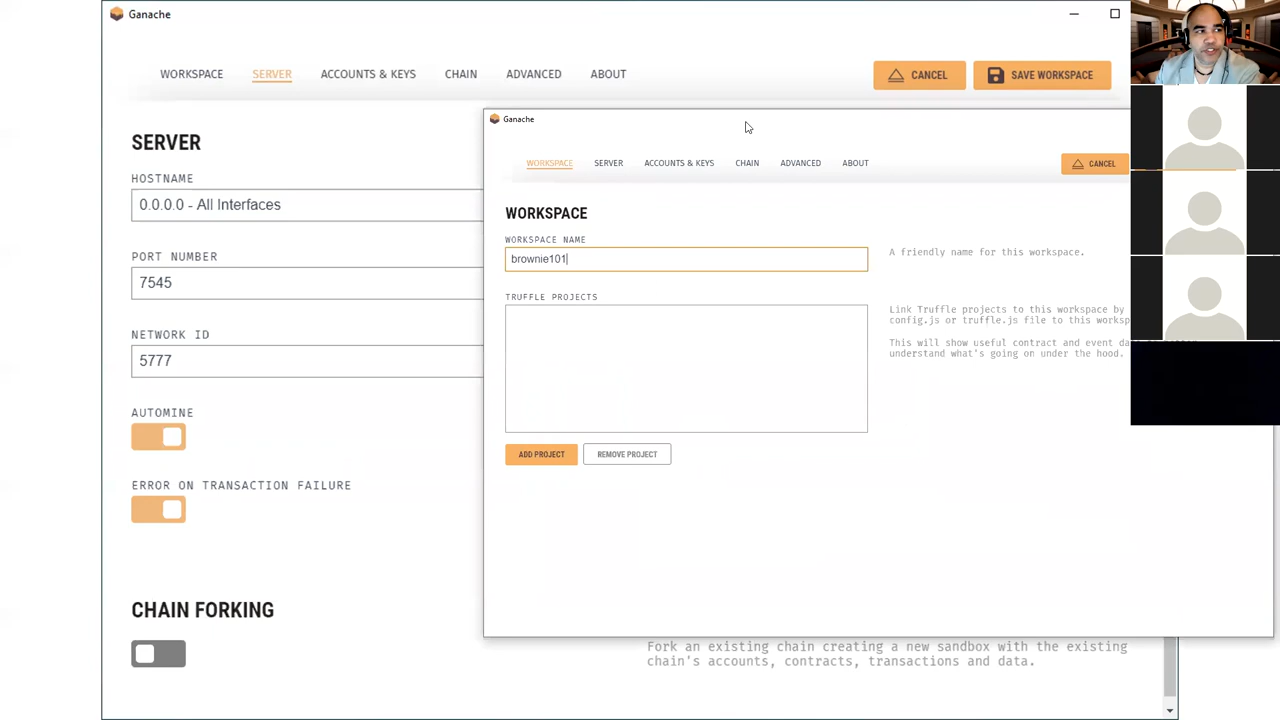 Ganache
WORKSPACE SERVER ACCOUNTS & KEYS CHAIN ADVANCED ABOUT CANCEL SAVE WORKSPACE
SERVER
HOSTNAME
0.0.0.0 - All Interfaces
PORT NUMBER
7545
NETWORK ID
5777
AUTOMINE
ERROR ON TRANSACTION FAILURE
CHAIN FORKING
Fork an existing chain creating a new sandbox with the existing
chain's accounts, contracts, transactions and data.
Ganache
WORKSPACE SERVER ACCOUNTS & KEYS CHAIN ADVANCED ABOUT CANCEL
WORKSPACE
WORKSPACE NAME
brownie101
A friendly name for this workspace.
TRUFFLE PROJECTS
Link Truffle projects to this workspace by
config.js or truffle.js file to this
This will show useful contract and event
understand what's going on under the hood.
ADD PROJECT REMOVE PROJECT